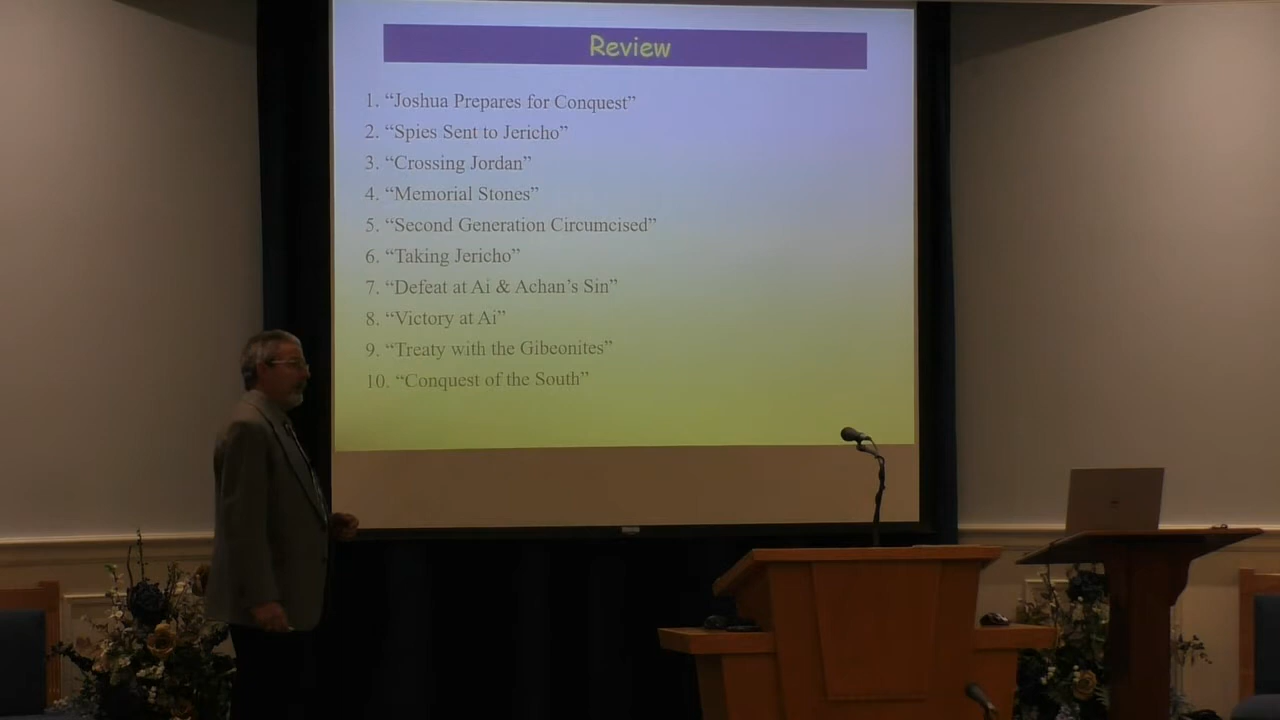 Review
1. “Joshua Prepares for Conquest”
2. “Spies Sent to Jericho”
3. “Crossing Jordan”
4. “Memorial Stones”
5. “Second Generation Circumcised”
6. “Taking Jericho”
7. “Defeat at Ai & Achan’s Sin”
8. “Victory at Ai”
9. “Treaty with the Gibeonites”
10. “Conquest of the South”